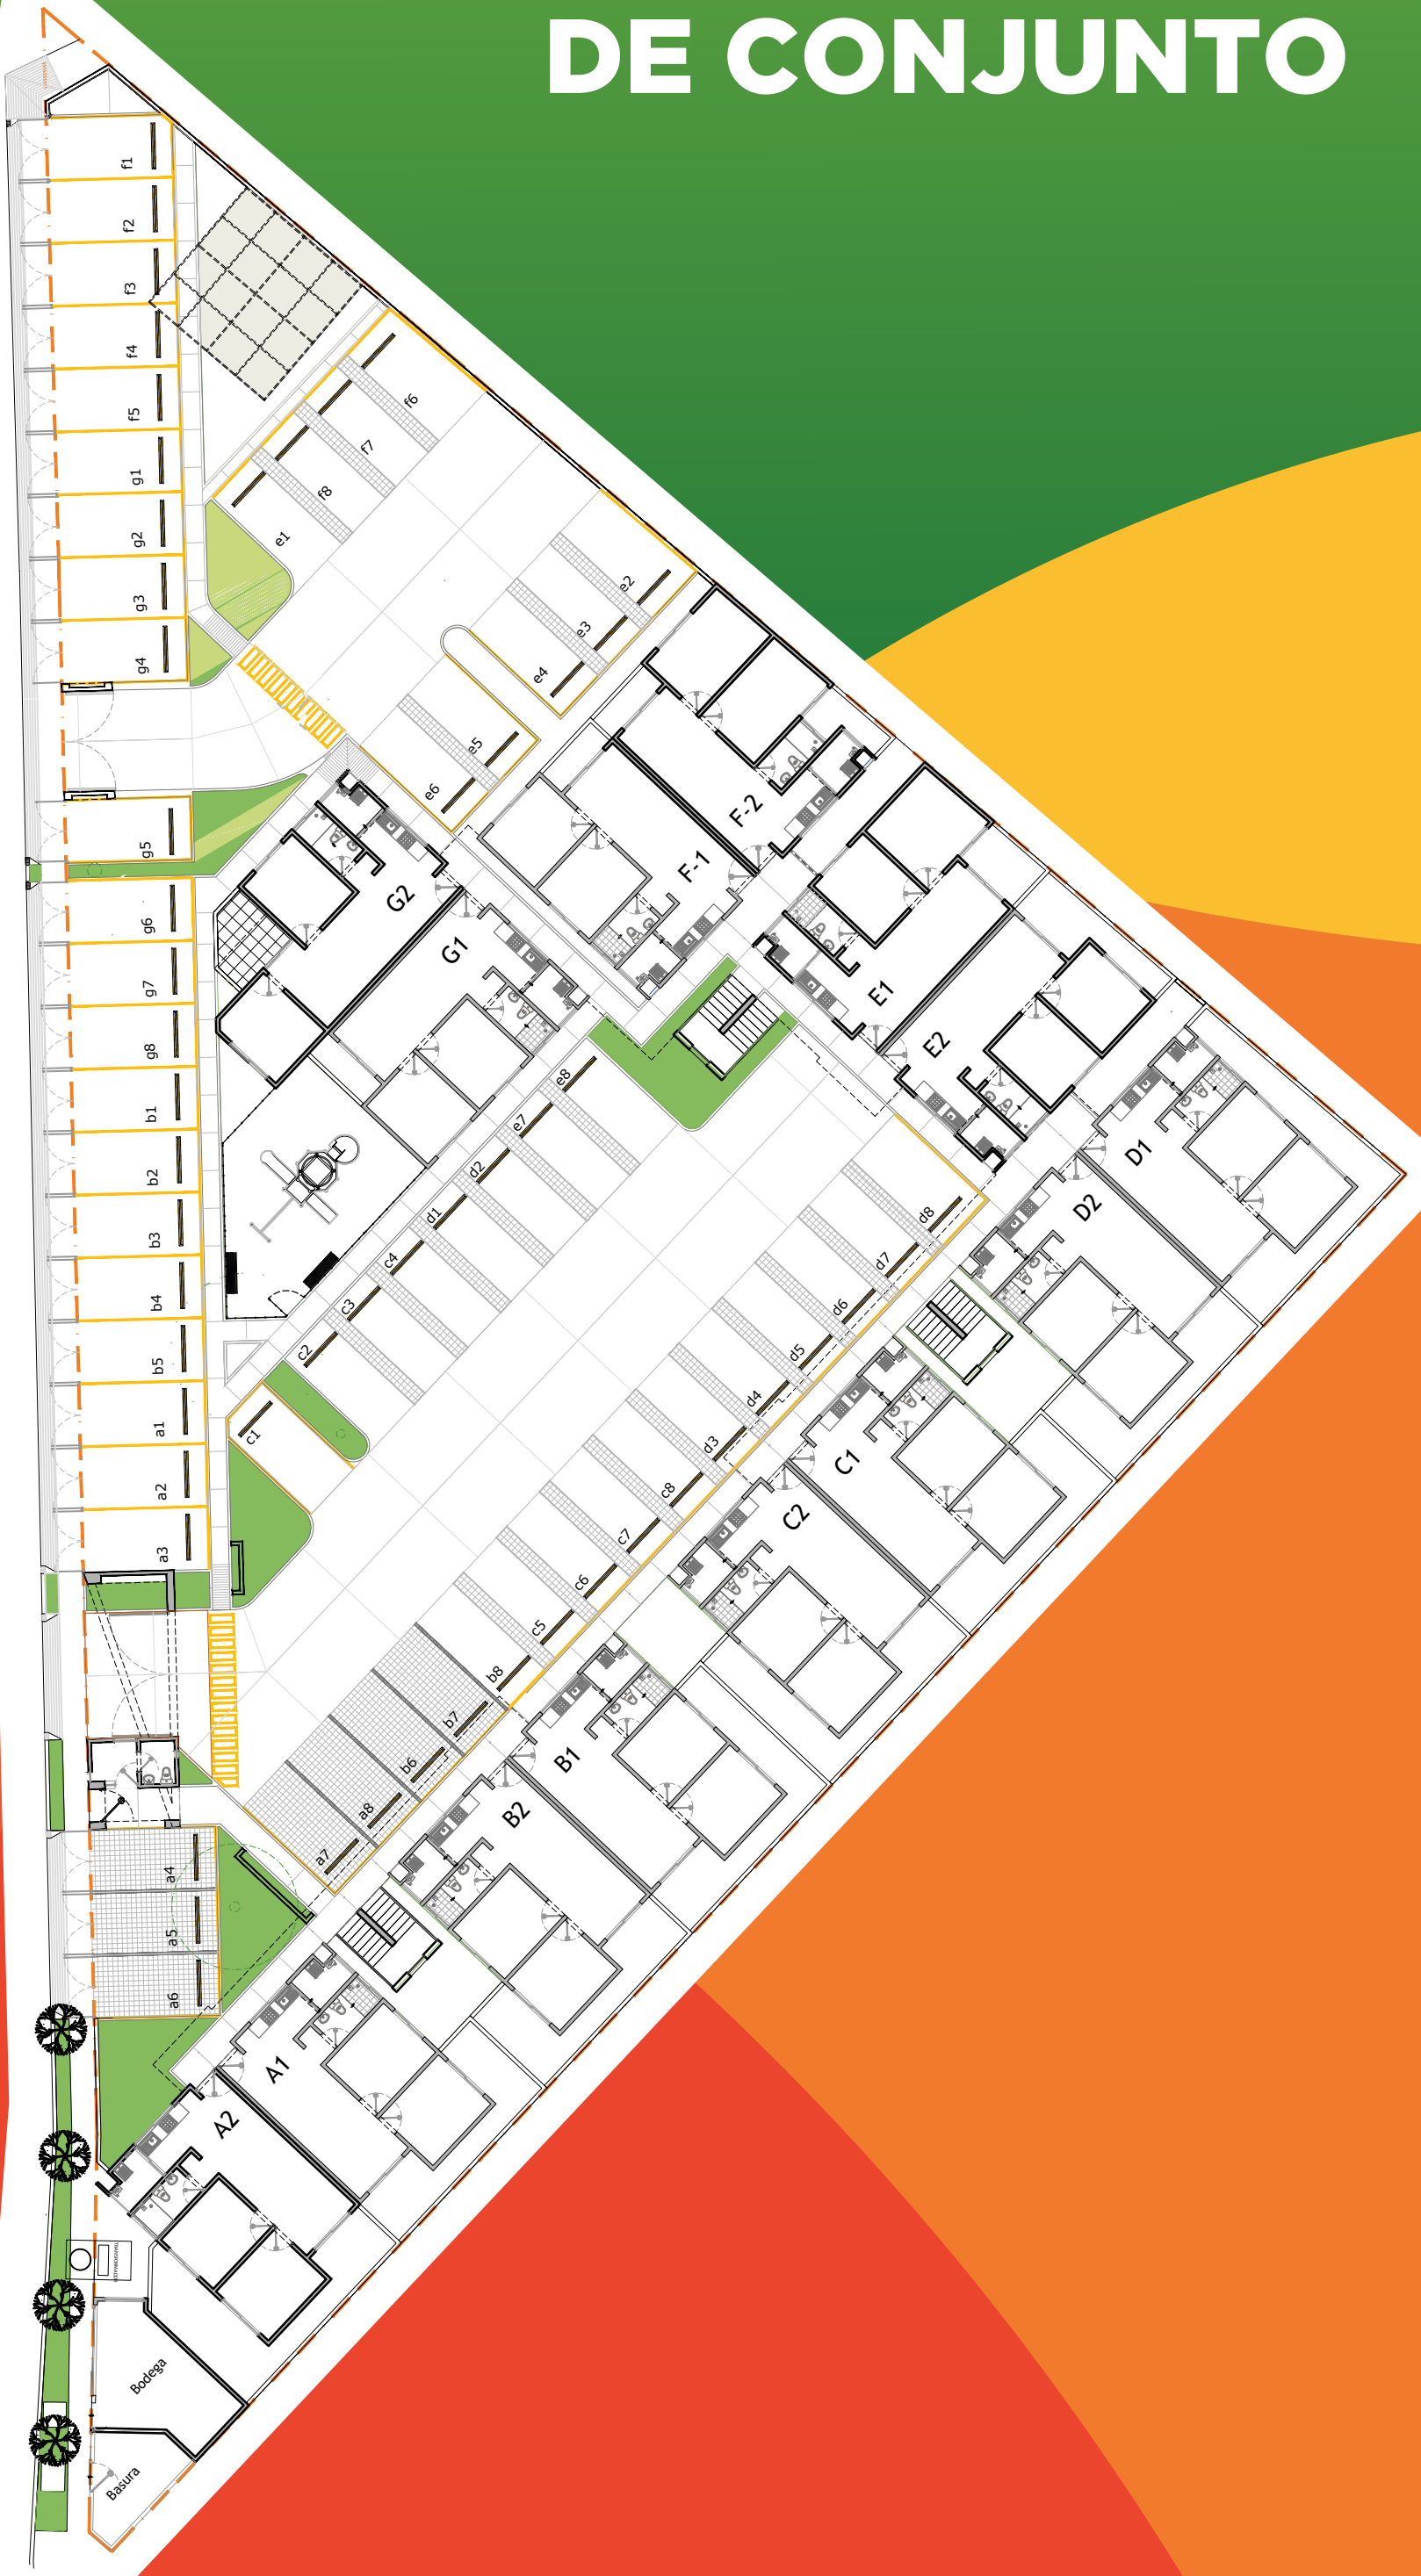 DE CONJUNTO
f1
f2
f3
f4
f5
g1
g2
g3
g4
f6
f7
f8
e1
e2
e3
e4
e5
e6
g5
g6
g7
g8
b1
b2
b3
b4
b5
a1
a2
a3
G2
G1
F-2
F-1
E1
E2
D1
D2
e8
e7
d2
d1
c4
c3
c2
c1
d8
d7
d6
d5
d4
d3
c8
c7
c6
c5
b8
b7
b6
a8
a7
C1
C2
B1
B2
a4
a5
a6
A1
A2
TRANSFORMADOR
Bodega
Basura